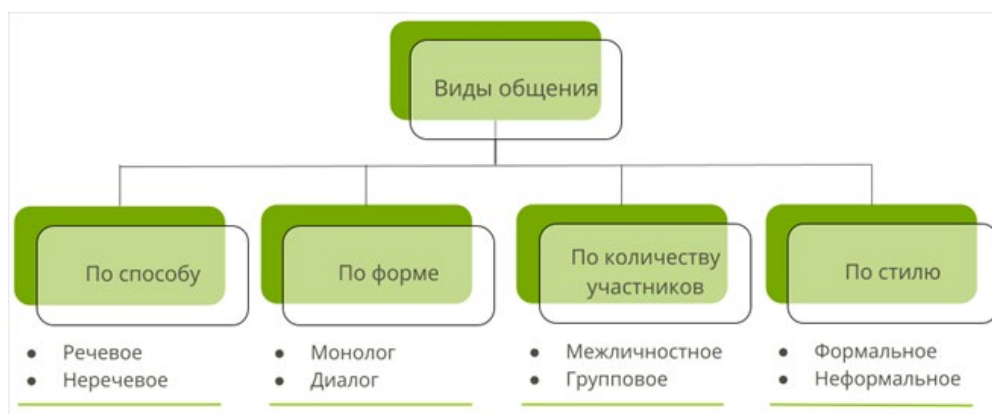 Виды общения
По способу
Речевое
Неречевое
По форме
Монолог
Диалог
По количеству
участников
Межличностное
Групповое
По стилю
Формальное
Неформальное